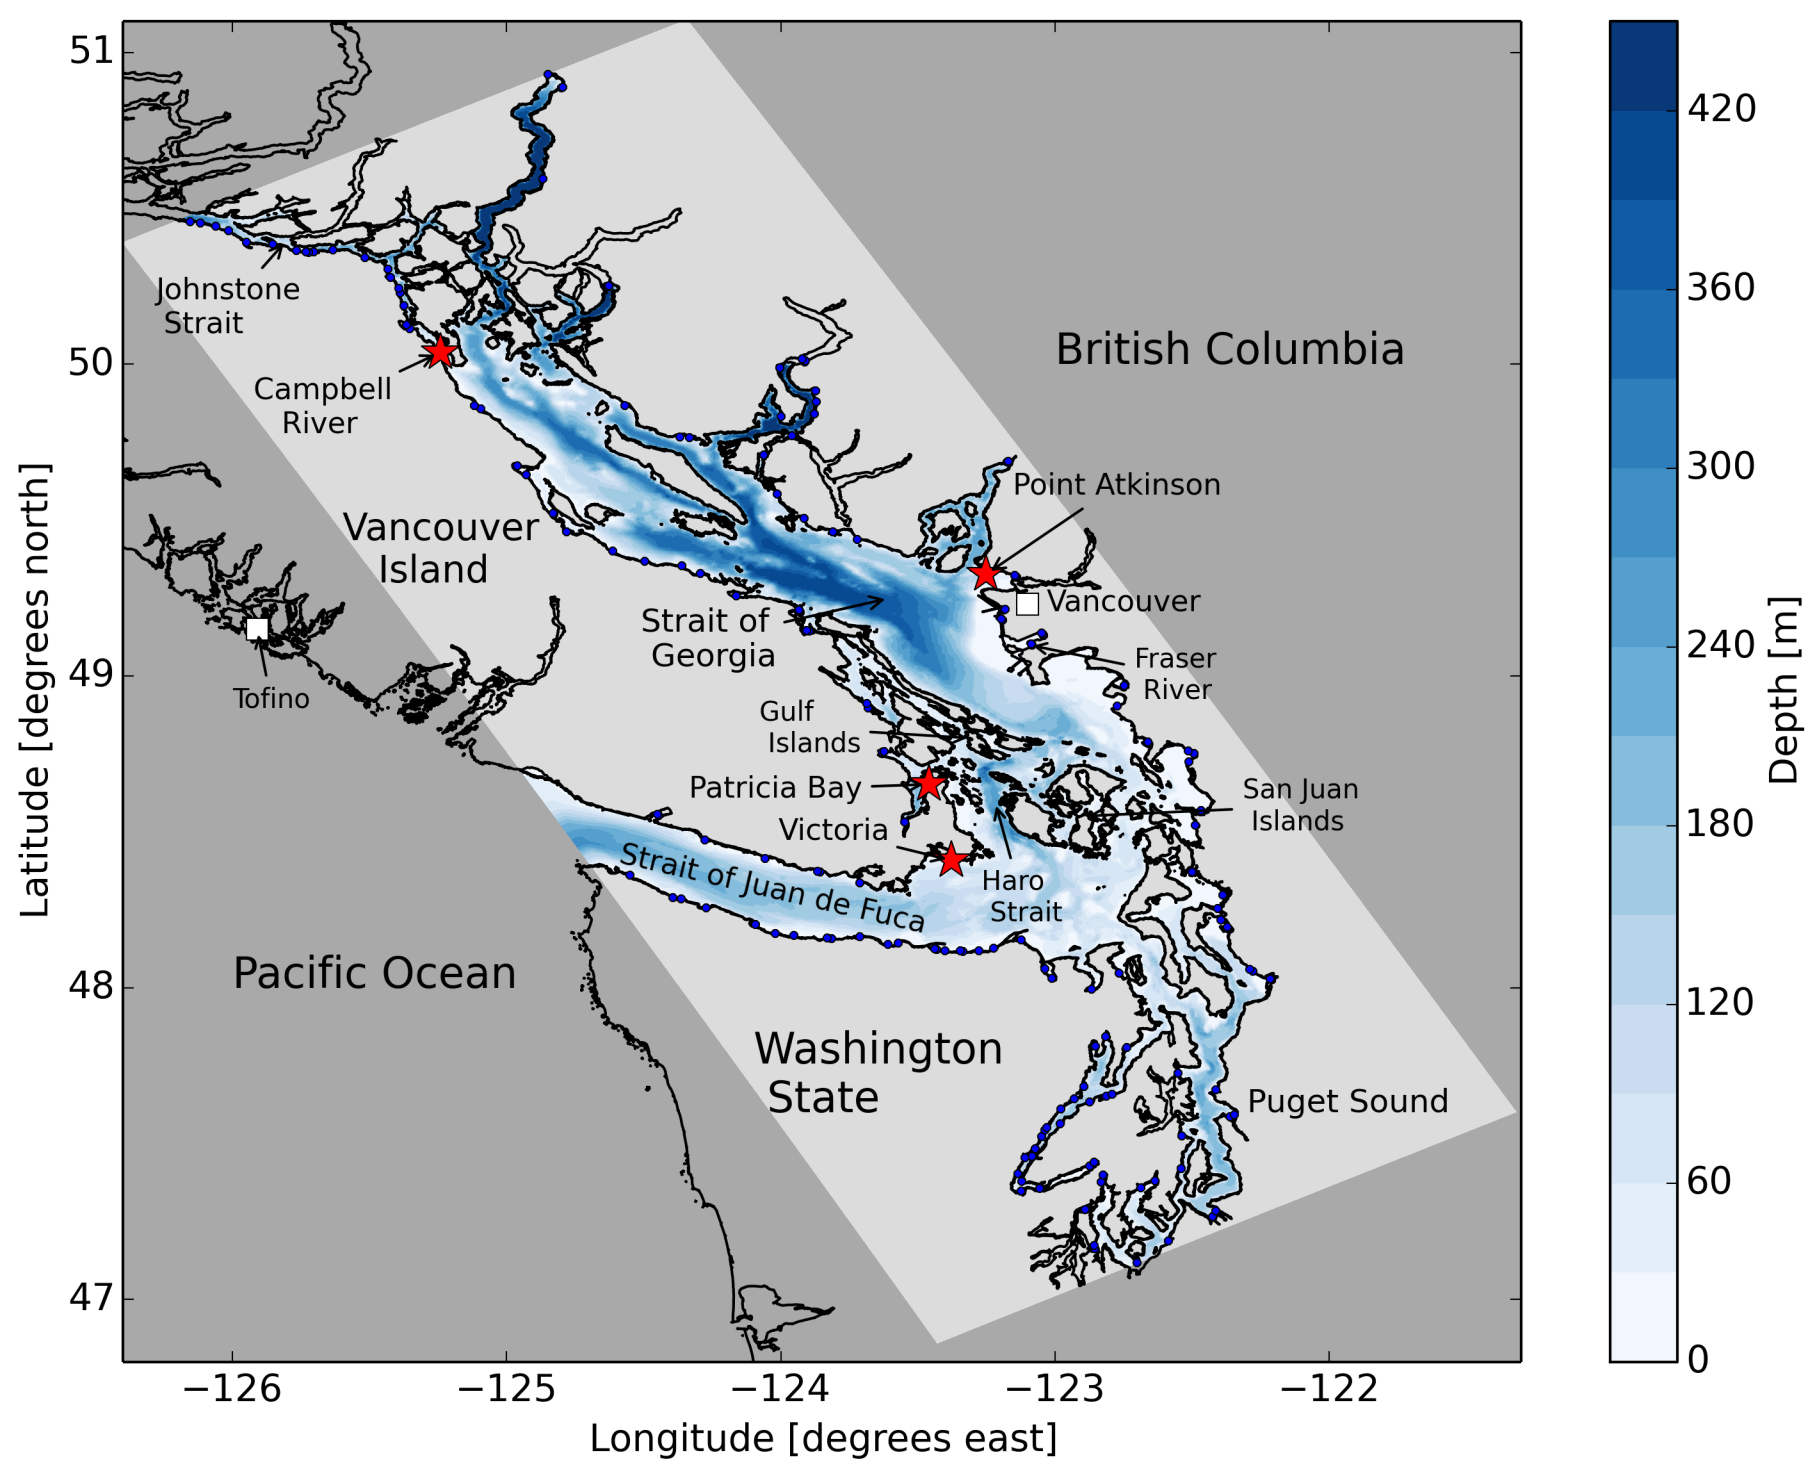 51
50
49
48
47
Latitude [degrees north]
−126
−125
−124
−123
−122
Longitude [degrees east]
Johnstone
Strait
Campbell
River
British Columbia
Point Atkinson
Vancouver
Island
Vancouver
Strait of
Georgia
Fraser
River
Tofino
Gulf
Islands
Patricia Bay
San Juan
Islands
Victoria
Strait of Juan de Fuca
Haro
Strait
Pacific Ocean
Washington
State
Puget Sound
420
360
300
240
180
120
60
0
Depth [m]